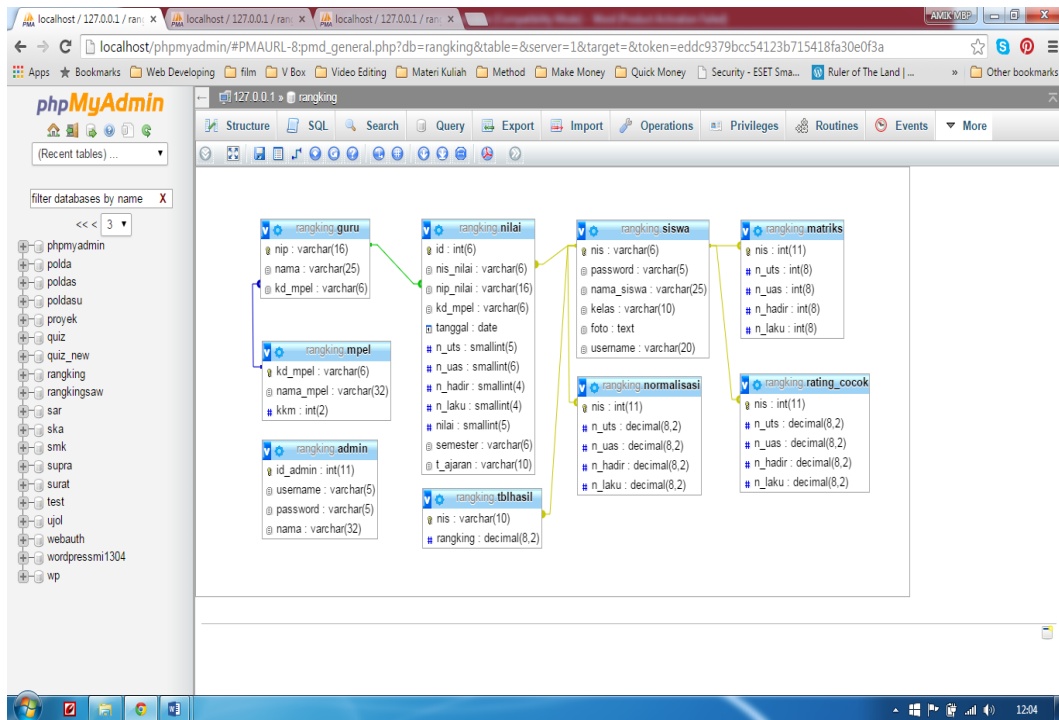 localhost / 127.0.0.1 / rang
localhost / 127.0.0.1 / rang
localhost / 127.0.0.1 / rang
AMIK MBP
localhost/phpmyadmin/#PMAURL-8:pmd_general.php?db=rangking&table=&server=1&target=&token=eddc9379bcc54123b715418fa30e0f3a
Apps Bookmarks Web Developing film V Box Video Editing Materi Kuliah Method Make Money Quick Money Security - ESET Sma... Ruler of The Land | ... » Other bookmarks
phpMyAdmin
(Recent tables) ...
filter databases by name X
<< < 3
phpmyadmin
polda
poldas
poldasu
proyek
quiz
quiz_new
rangking
rangkingsaw
sar
ska
smk
supra
surat
test
ujol
webauth
wordpressmi1304
wp
127.0.0.1 » rangking
Structure SQL Search Query Export Import Operations Privileges Routines Events More
rangking.guru
nip : varchar(16)
nama : varchar(25)
kd_mpel : varchar(6)
rangking.mpel
kd_mpel : varchar(6)
nama_mpel : varchar(32)
kkm : int(2)
rangking.admin
id_admin : int(11)
username : varchar(5)
password : varchar(5)
nama : varchar(32)
rangking.nilai
id : int(6)
nis_nilai : varchar(6)
nip_nilai : varchar(16)
kd_mpel : varchar(6)
tanggal : date
n_uts : smallint(5)
n_uas : smallint(6)
n_hadir : smallint(4)
n_laku : smallint(4)
nilai : smallint(5)
semester : varchar(6)
t_ajaran : varchar(10)
rangking.tblhasil
nis : varchar(10)
rangking : decimal(8,2)
rangking.siswa
nis : varchar(6)
password : varchar(5)
nama_siswa : varchar(25)
kelas : varchar(10)
foto : text
username : varchar(20)
rangking.normalisasi
nis : int(11)
n_uts : decimal(8,2)
n_uas : decimal(8,2)
n_hadir : decimal(8,2)
n_laku : decimal(8,2)
rangking.matriks
nis : int(11)
n_uts : int(8)
n_uas : int(8)
n_hadir : int(8)
n_laku : int(8)
rangking.rating_cocok
nis : int(11)
n_uts : decimal(8,2)
n_uas : decimal(8,2)
n_hadir : decimal(8,2)
n_laku : decimal(8,2)
12:04